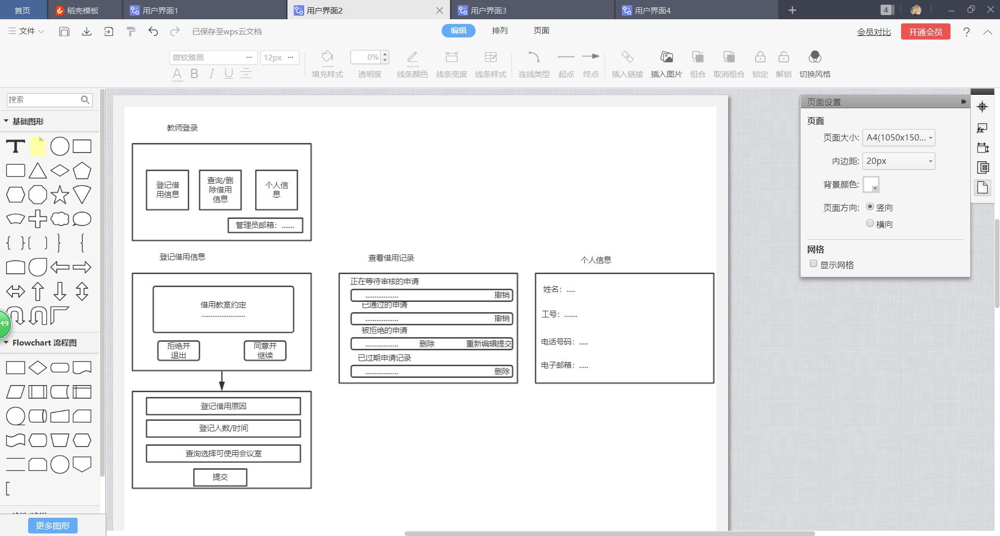 首页
稻壳模板
用户界面1
用户界面2
用户界面3
用户界面4
4
文件
已保存至wps云文档
编辑
排列
页面
会员对比
开通会员
?
微软雅黑 ···
12px ···
A B I U
0%
填充样式
透明度
线条颜色
线条宽度
线条样式
连线类型
起点
终点
插入链接
插入图片
组合
取消组合
锁定
解锁
切换风格
搜索
基础图形
T
49
Flowchart 流程图
更多图形
教师登录
登记借
用信息
查询/删
除借用
信息
个人信
息
管理员邮箱：.......
登记借用信息
借用教室约定
........................
拒绝并
退出
同意并
继续
登记借用原因
登记人数/时间
查询选择可使用会议室
提交
查看借用记录
正在等待审核的申请
.................. 撤销
已通过的申请
.................. 撤销
被拒绝的申请
.................. 删除 重新编辑提交
已过期申请记录
.................. 删除
个人信息
姓名：.....
工号：.......
电话号码：.....
电子邮箱：.....
页面设置
页面
页面大小: A4(1050x150...
内边距: 20px
背景颜色:
页面方向: 竖向
横向
网格
显示网格
fx